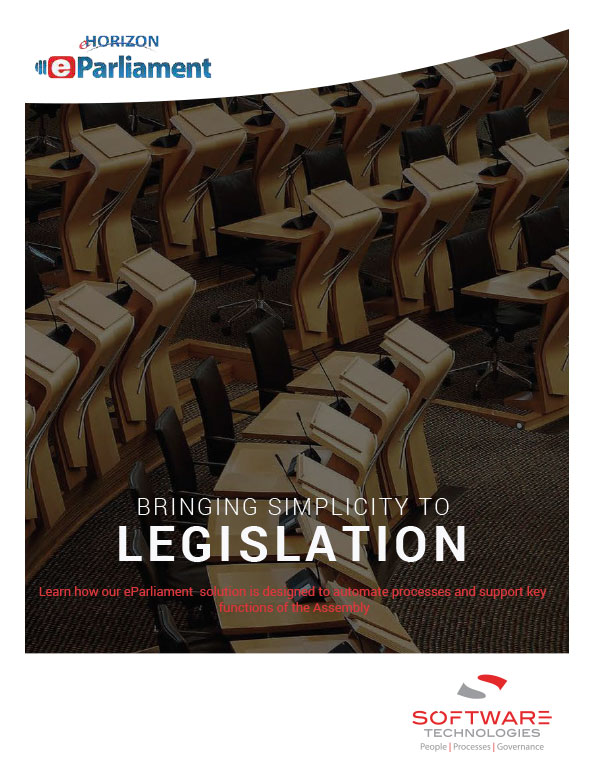 eHORIZON
eParliament
BRINGING SIMPLICITY TO
LEGISLATION
Learn how our eParliament solution is designed to automate processes and support key
functions of the Assembly
SOFTWARE
TECHNOLOGIES
People | Processes | Governance